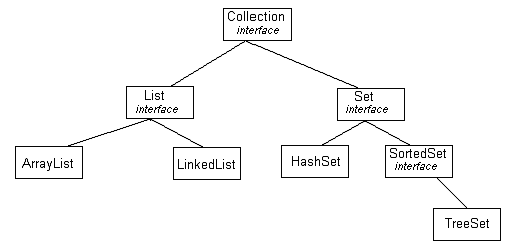 Collection
interface
List
interface
Set
interface
ArrayList
LinkedList
HashSet
SortedSet
interface
TreeSet